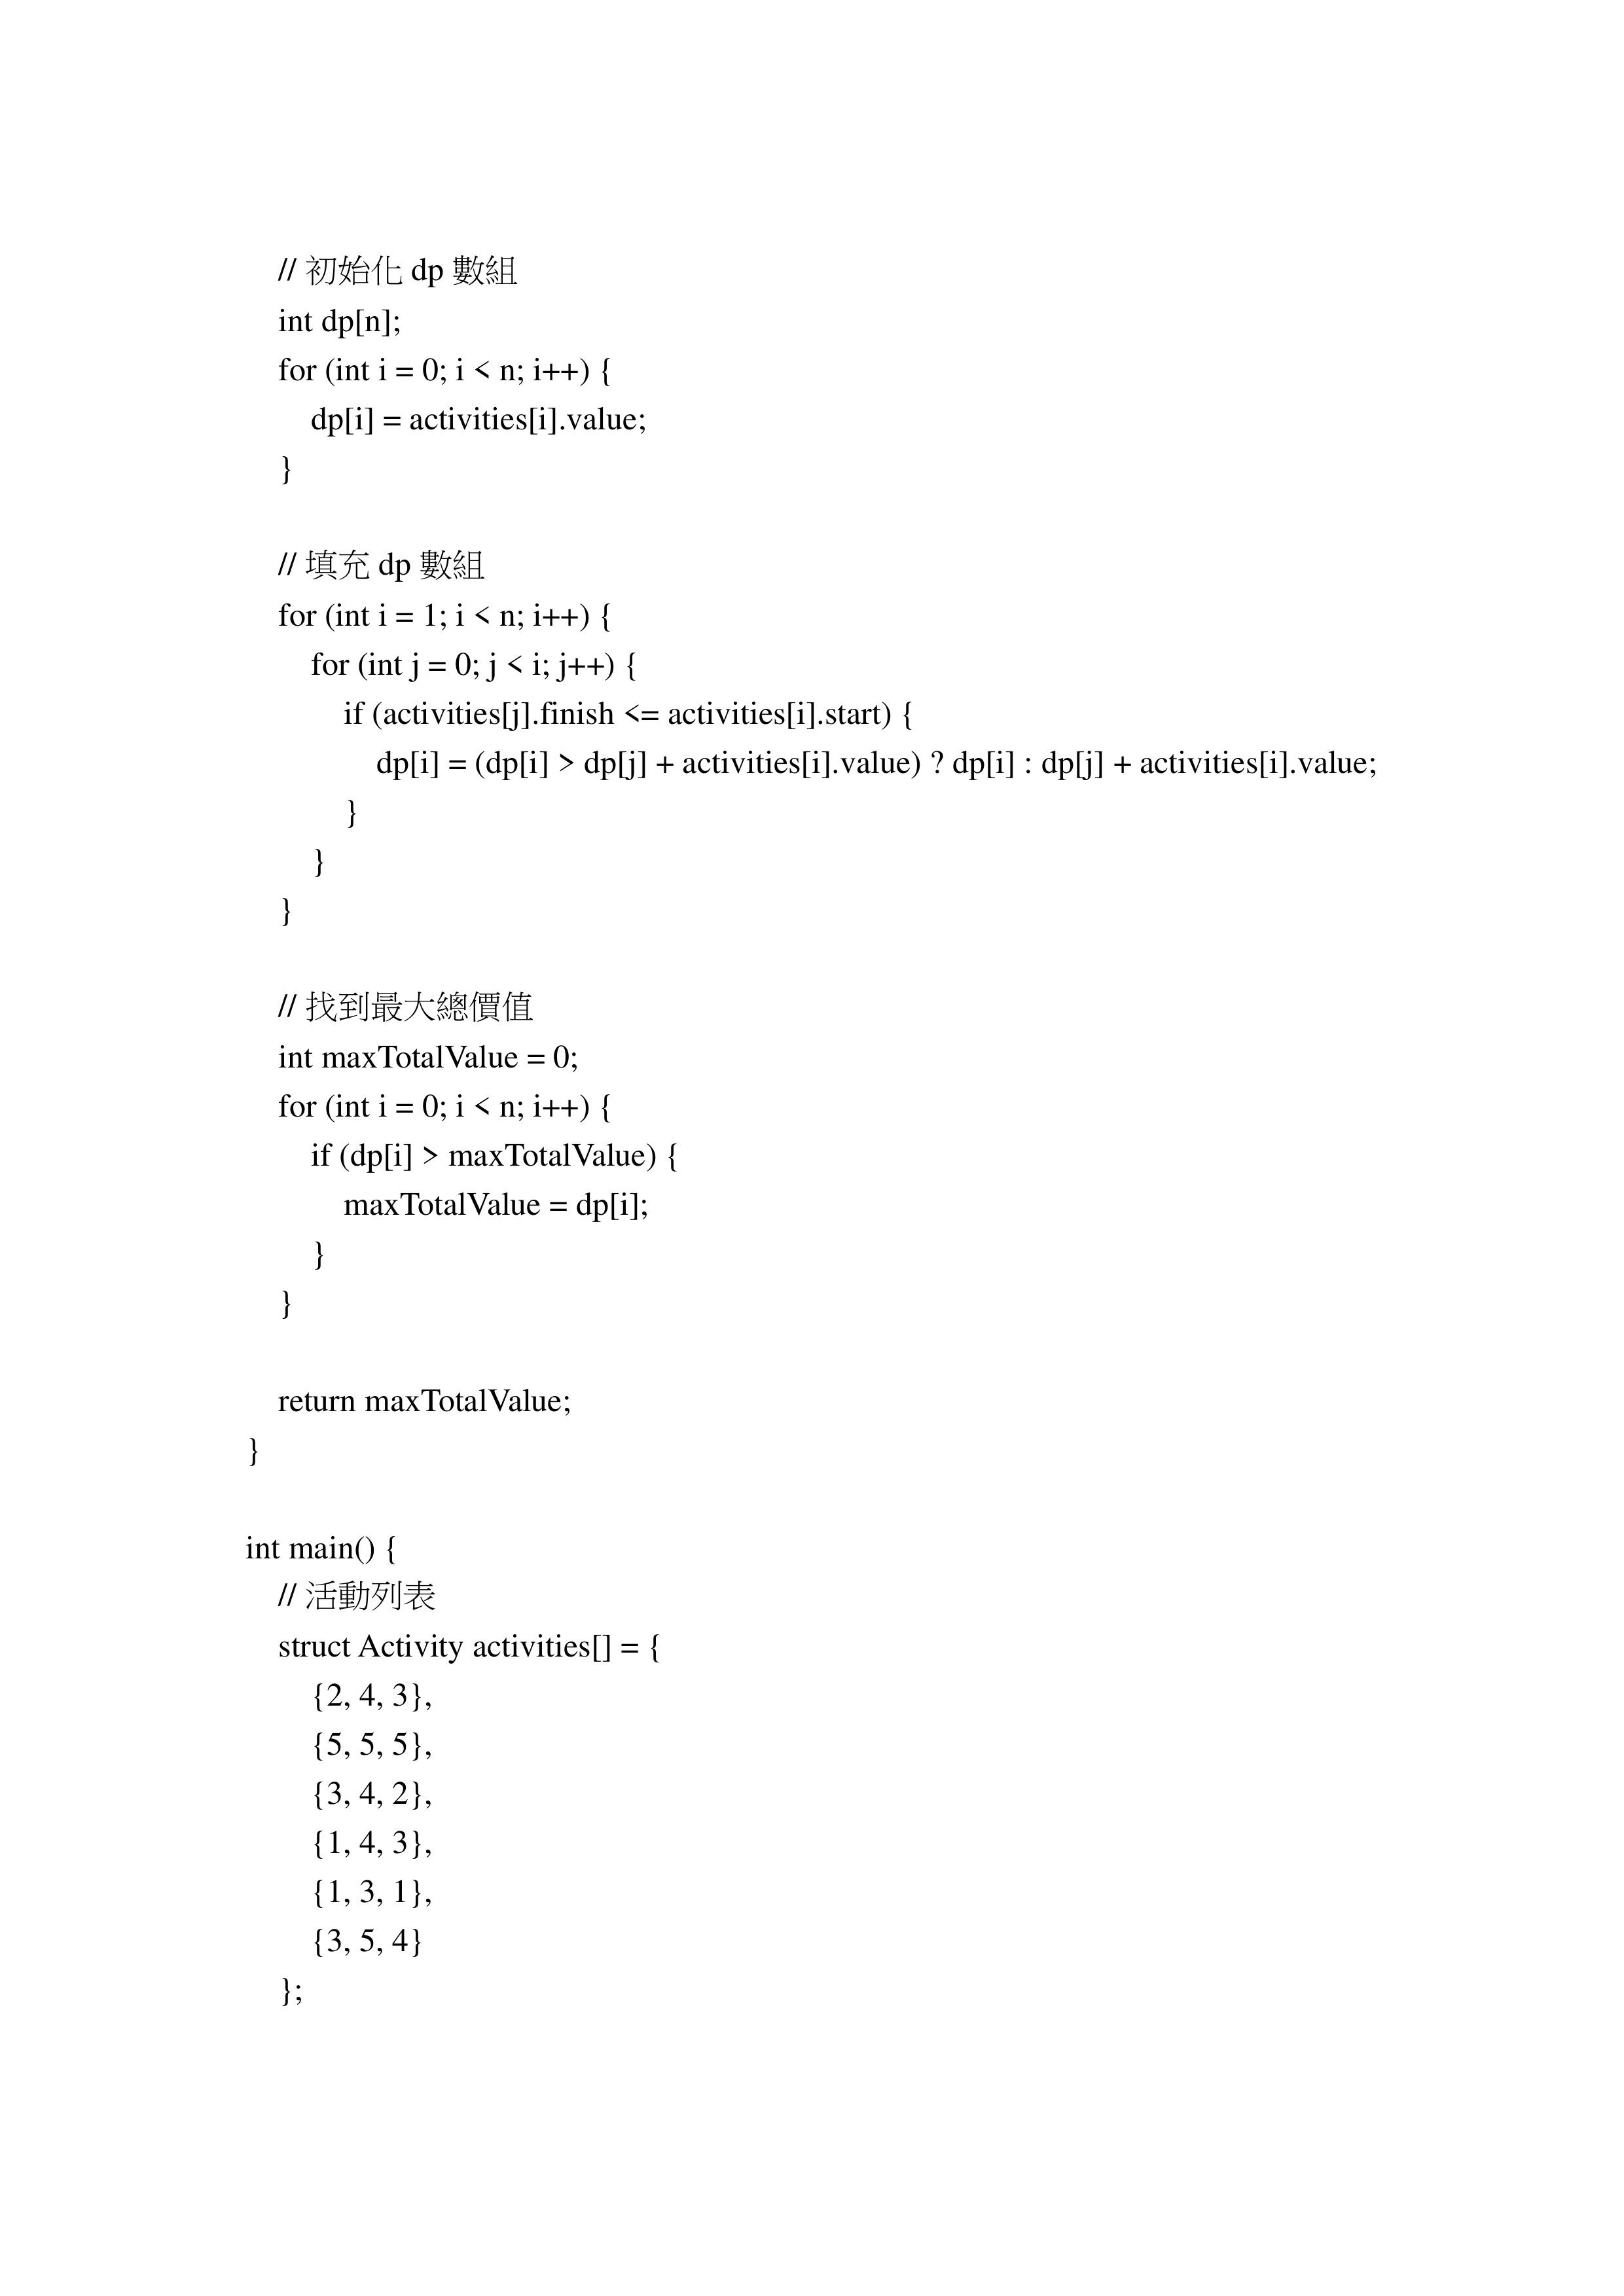 // 初始化 dp 數組
int dp[n];
for (int i = 0; i < n; i++) {
dp[i] = activities[i].value;
}
// 填充 dp 數組
for (int i = 1; i < n; i++) {
for (int j = 0; j < i; j++) {
if (activities[j].finish <= activities[i].start) {
dp[i] = (dp[i] > dp[j] + activities[i].value) ? dp[i] : dp[j] + activities[i].value;
}
}
}
// 找到最大總價值
int maxTotalValue = 0;
for (int i = 0; i < n; i++) {
if (dp[i] > maxTotalValue) {
maxTotalValue = dp[i];
}
}
return maxTotalValue;
}
int main() {
// 活動列表
struct Activity activities[] = {
{2, 4, 3},
{5, 5, 5},
{3, 4, 2},
{1, 4, 3},
{1, 3, 1},
{3, 5, 4}
};